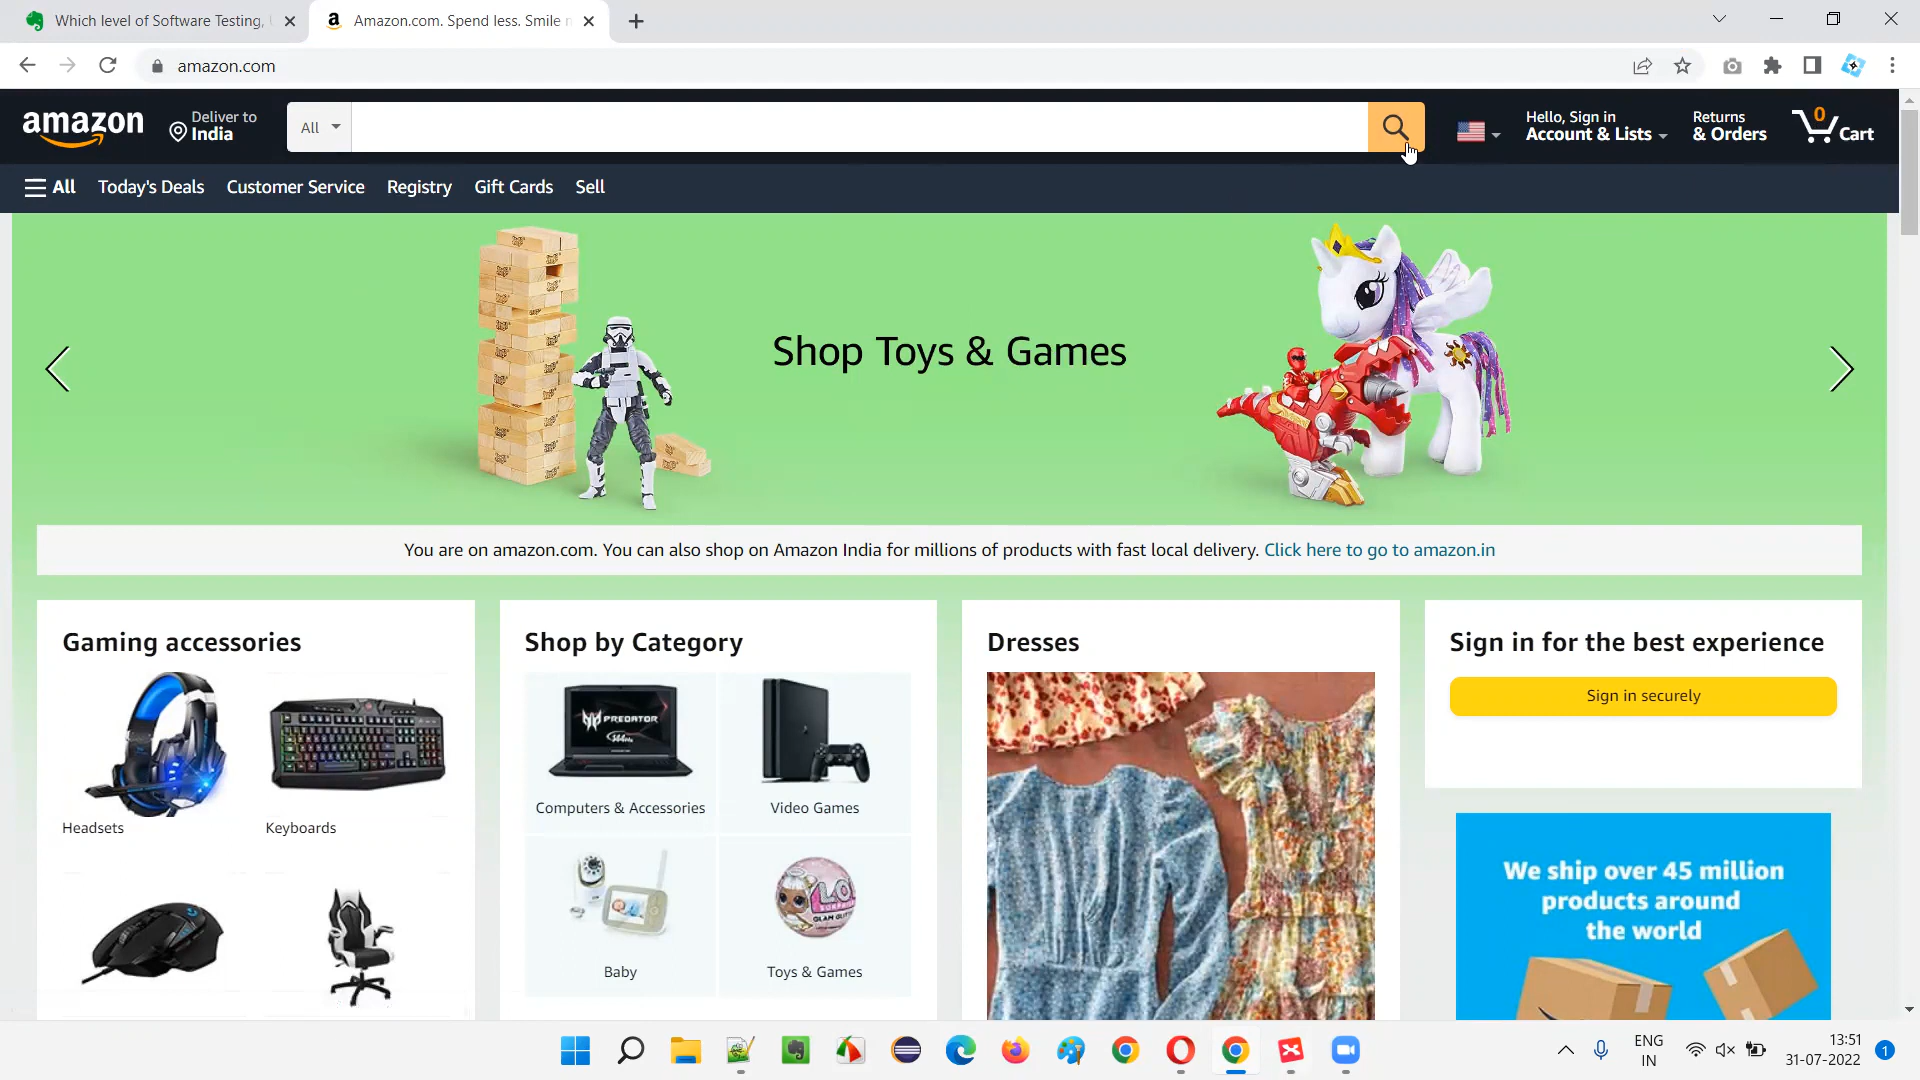 Which level of Software Testing,
Amazon.com. Spend less. Smile
amazon.com
amazon
Deliver to
India
All
Hello, Sign in
Account & Lists
Returns
& Orders
0
Cart
All Today's Deals Customer Service Registry Gift Cards Sell
Shop Toys & Games
You are on amazon.com. You can also shop on Amazon India for millions of products with fast local delivery. Click here to go to amazon.in
Gaming accessories
Headsets
Keyboards
Shop by Category
PREDATOR
Computers & Accessories
Video Games
Baby
Toys & Games
Dresses
Sign in for the best experience
Sign in securely
We ship over 45 million
products around
the world
ENG
IN
13:51
31-07-2022
1